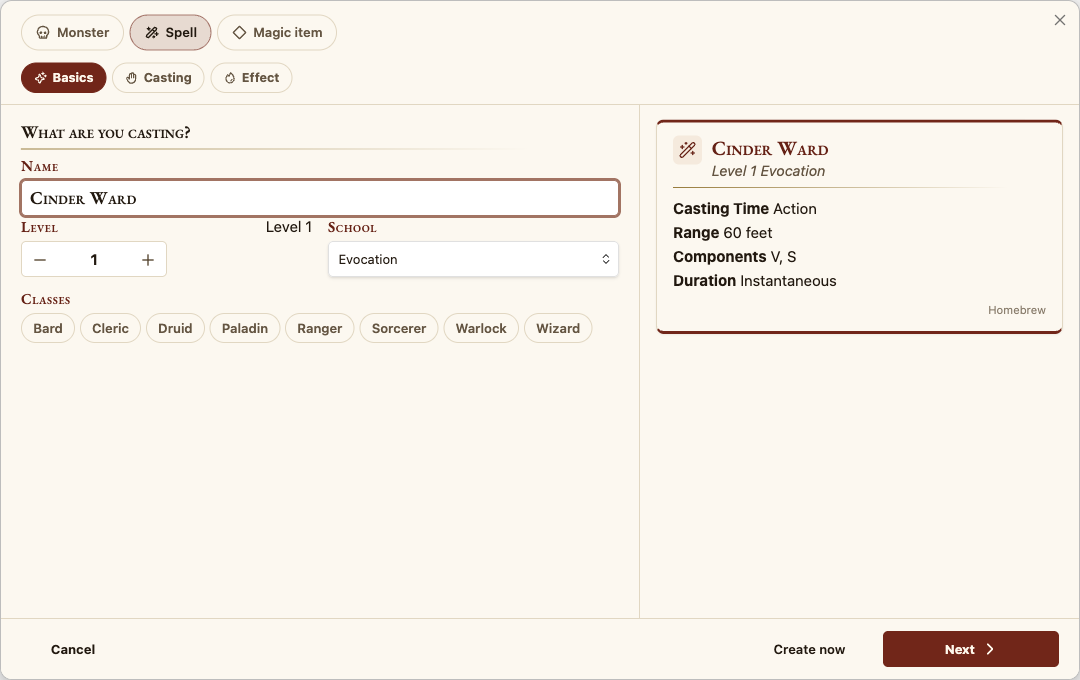 Monster Spell Magic item
Basics Casting Effect
What are you casting?
Name
Cinder Ward
Level Level 1 School
1 Evocation
Classes
Bard Cleric Druid Paladin Ranger Sorcerer Warlock Wizard
Cinder Ward
Level 1 Evocation
Casting Time Action
Range 60 feet
Components V, S
Duration Instantaneous
Homebrew
Cancel Create now Next